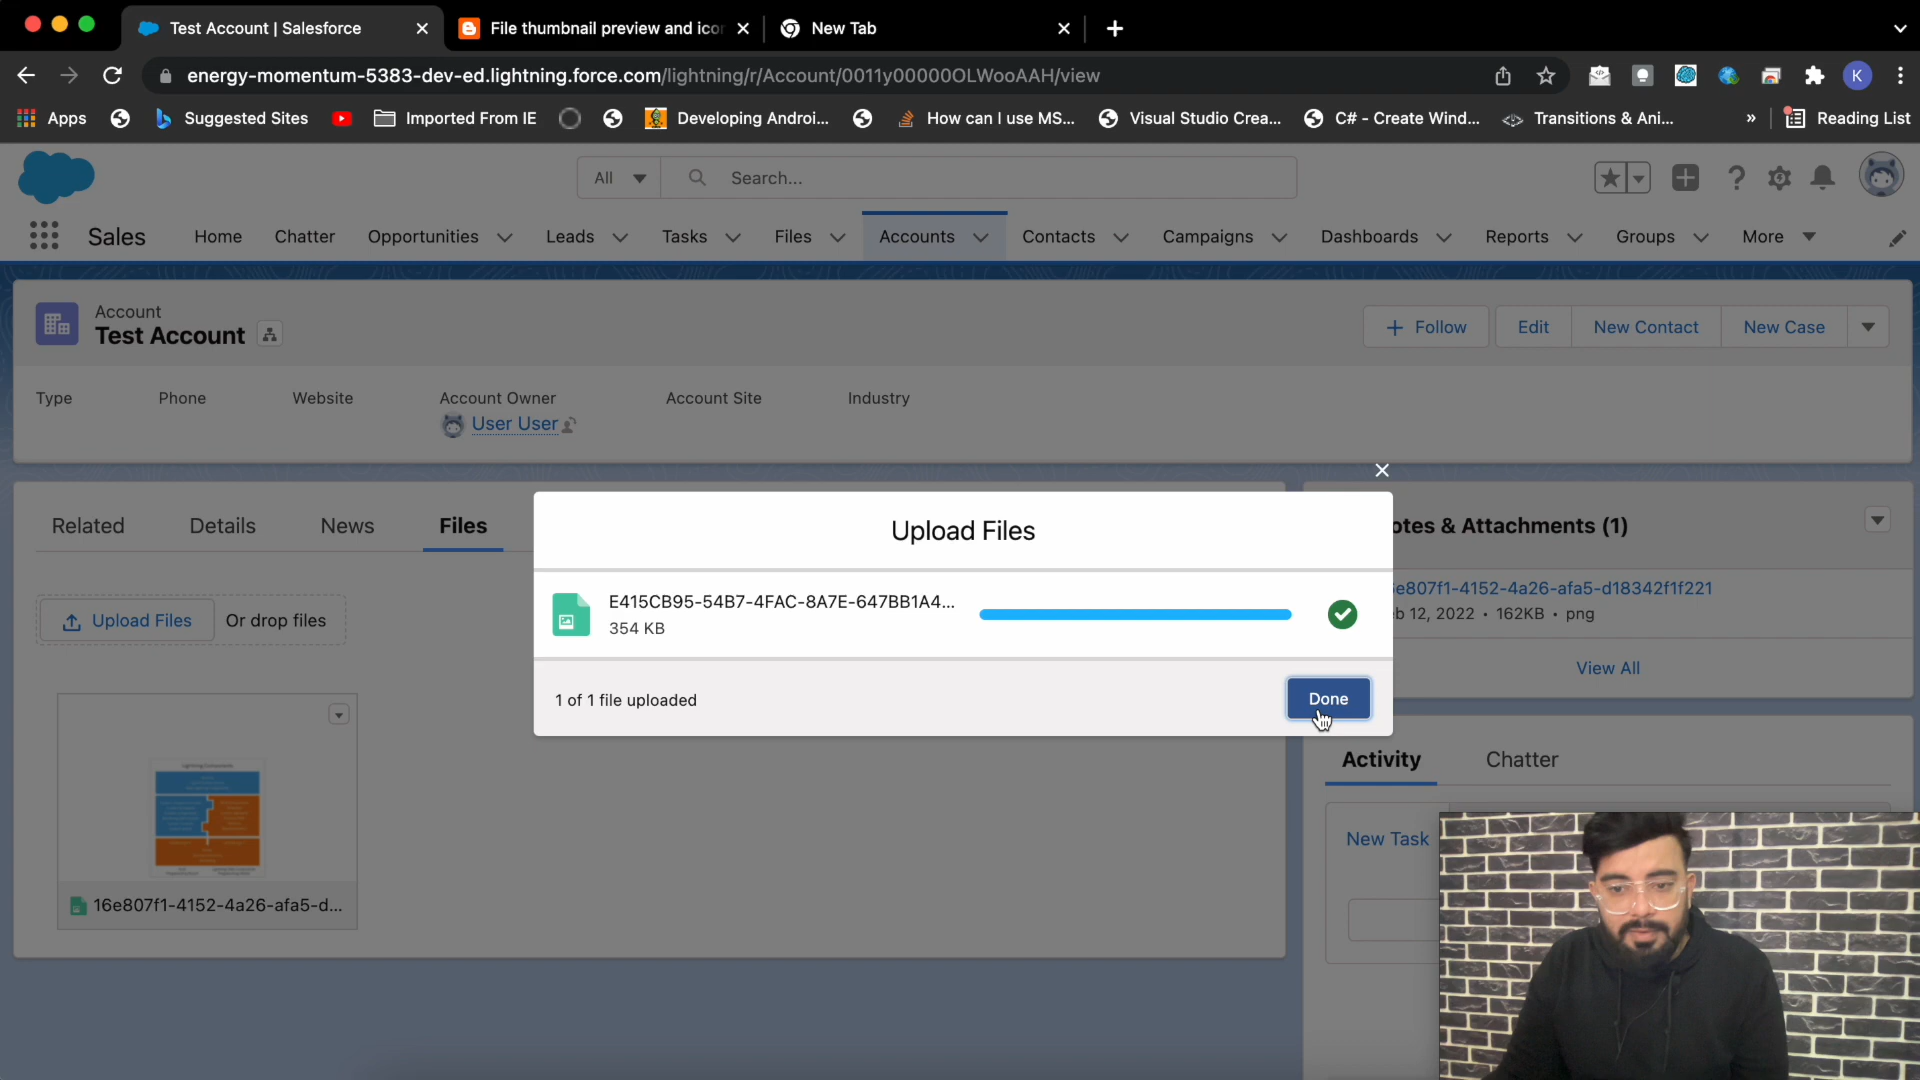 Test Account | Salesforce
File thumbnail preview and ico
New Tab
energy-momentum-5383-dev-ed.lightning.force.com/lightning/r/Account/0011y00000OLWooAAH/view
K
Apps
Suggested Sites
Imported From IE
Developing Androi...
How can I use MS...
Visual Studio Crea...
C# - Create Wind...
Transitions & Ani...
»
Reading List
All
Search...
Sales
Home
Chatter
Opportunities
Leads
Tasks
Files
Accounts
Contacts
Campaigns
Dashboards
Reports
Groups
More
Account
Test Account
+ Follow
Edit
New Contact
New Case
Type
Phone
Website
Account Owner
Account Site
Industry
User User
Related
Details
News
Files
Upload Files
otes & Attachments (1)
Upload Files
Or drop files
E415CB95-54B7-4FAC-8A7E-647BB1A4...
354 KB
e807f1-4152-4a26-afa5-d18342f1f221
b 12, 2022 • 162KB • png
View All
1 of 1 file uploaded
Done
Activity
Chatter
New Task
16e807f1-4152-4a26-afa5-d...